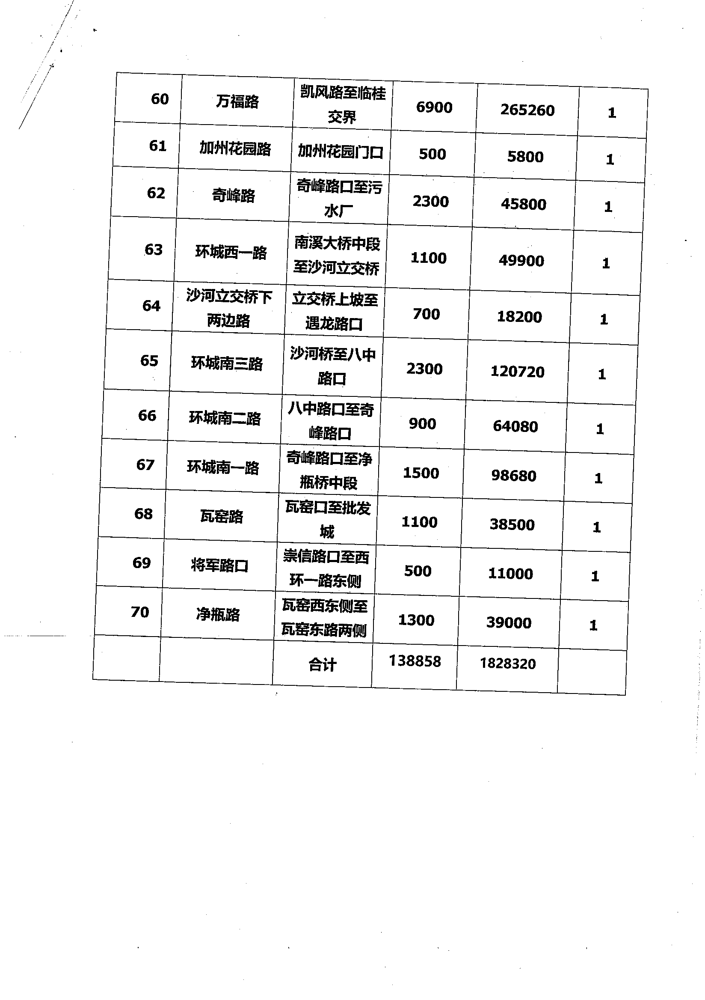 60 万福路 凯风路至临桂 6900 265260 1
交界
61 加州花园路 加州花园门口 500 5800 1
62 奇峰路 奇峰路口至污 2300 45800 1
水厂
63 环城西一路 南溪大桥中段 1100 49900 1
至沙河立交桥
64 沙河立交桥下 立交桥上坡至 700 18200 1
两边路 遇龙路口
65 环城南三路 沙河桥至八中 2300 120720 1
路口
66 环城南二路 八中路口至奇 900 64080 1
峰路口
67 环城南一路 奇峰路口至净 1500 98680 1
瓶桥中段
68 瓦窑路 瓦窑口至批发 1100 38500 1
城
69 将军路口 崇信路口至西 500 11000 1
环一路东侧
70 净瓶路 瓦窑西东侧至 1300 39000 1
瓦窑东路两侧
合计 138858 1828320